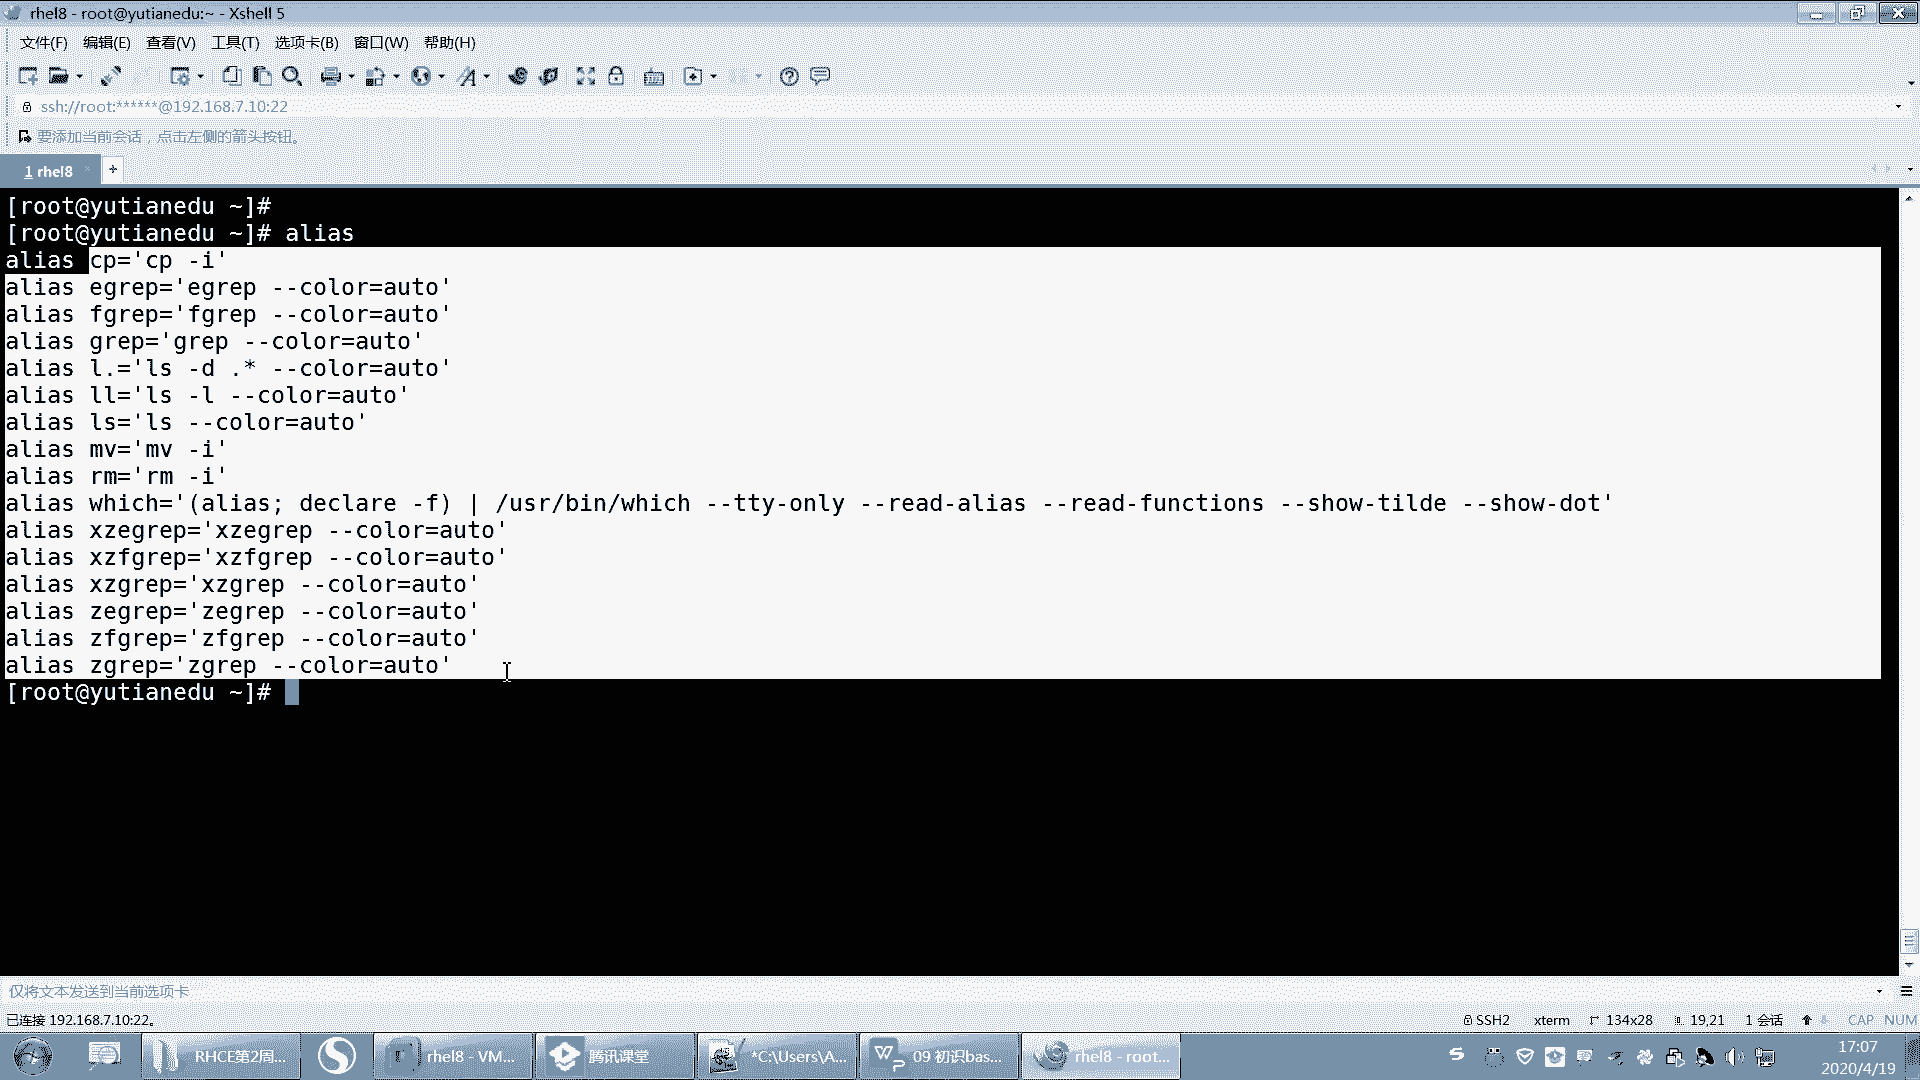 rhel8 - root@yutianedu:~ - Xshell 5
文件(F) 编辑(E) 查看(V) 工具(T) 选项卡(B) 窗口(W) 帮助(H)
ssh://root:******@192.168.7.10:22
要添加当前会话，点击左侧的箭头按钮。
1 rhel8
[root@yutianedu ~]#
[root@yutianedu ~]# alias
alias cp='cp -i'
alias egrep='egrep --color=auto'
alias fgrep='fgrep --color=auto'
alias grep='grep --color=auto'
alias l.='ls -d .* --color=auto'
alias ll='ls -l --color=auto'
alias ls='ls --color=auto'
alias mv='mv -i'
alias rm='rm -i'
alias which='(alias; declare -f) | /usr/bin/which --tty-only --read-alias --read-functions --show-tilde --show-dot'
alias xzegrep='xzegrep --color=auto'
alias xzfgrep='xzfgrep --color=auto'
alias xzgrep='xzgrep --color=auto'
alias zegrep='zegrep --color=auto'
alias zfgrep='zfgrep --color=auto'
alias zgrep='zgrep --color=auto'
[root@yutianedu ~]#
仅将文本发送到当前选项卡
已连接 192.168.7.10:22。 SSH2 xterm 134x28 19,21 1 会话 CAP NUM
RHCE第2周... rhel8 - VM... 腾讯课堂 *C:\Users\A... 09 初识bas... rhel8 - root... 17:07
2020/4/19